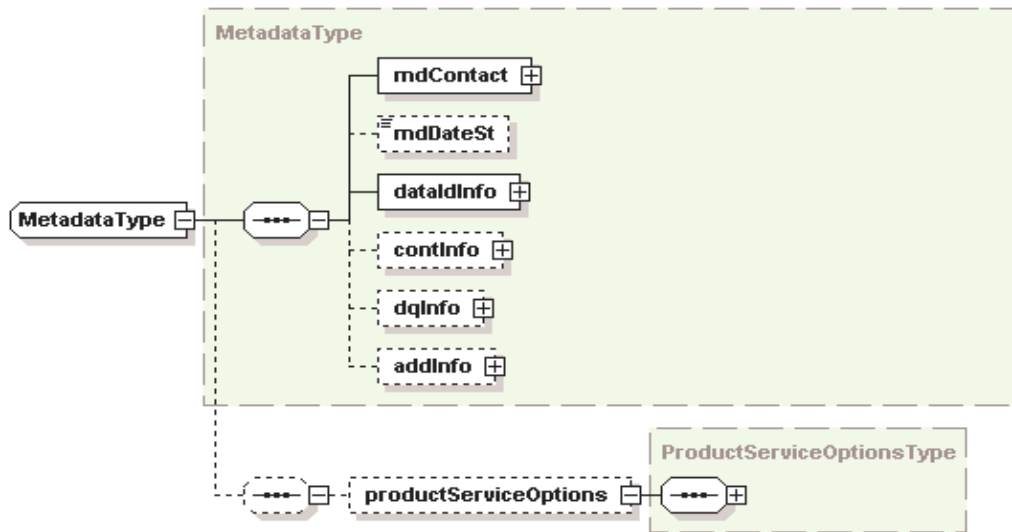 MetadataType
mdContact
mdDateSt
dataIdInfo
MetadataType
contInfo
dqInfo
addInfo
ProductServiceOptionsType
productServiceOptions